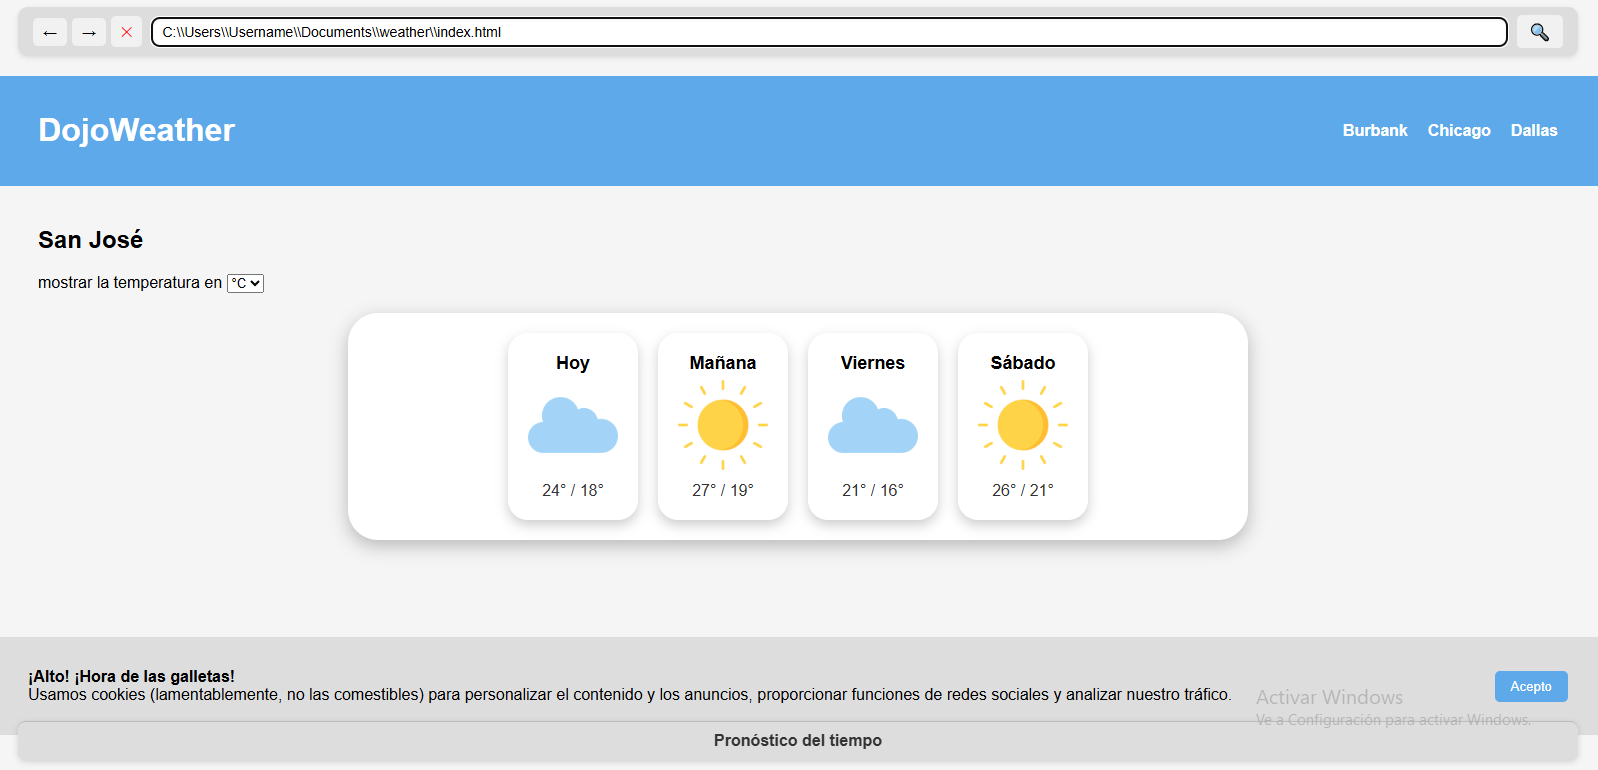 ← → × C:\\Users\\Username\\Documents\\weather\\index.html
DojoWeather
Burbank Chicago Dallas
San José
mostrar la temperatura en °C
Hoy Mañana Viernes Sábado
24° / 18° 27° / 19° 21° / 16° 26° / 21°
¡Alto! ¡Hora de las galletas!
Usamos cookies (lamentablemente, no las comestibles) para personalizar el contenido y los anuncios, proporcionar funciones de redes sociales y analizar nuestro tráfico.
Acepto
Activar Windows
Ve a Configuración para activar Windows.
Pronóstico del tiempo